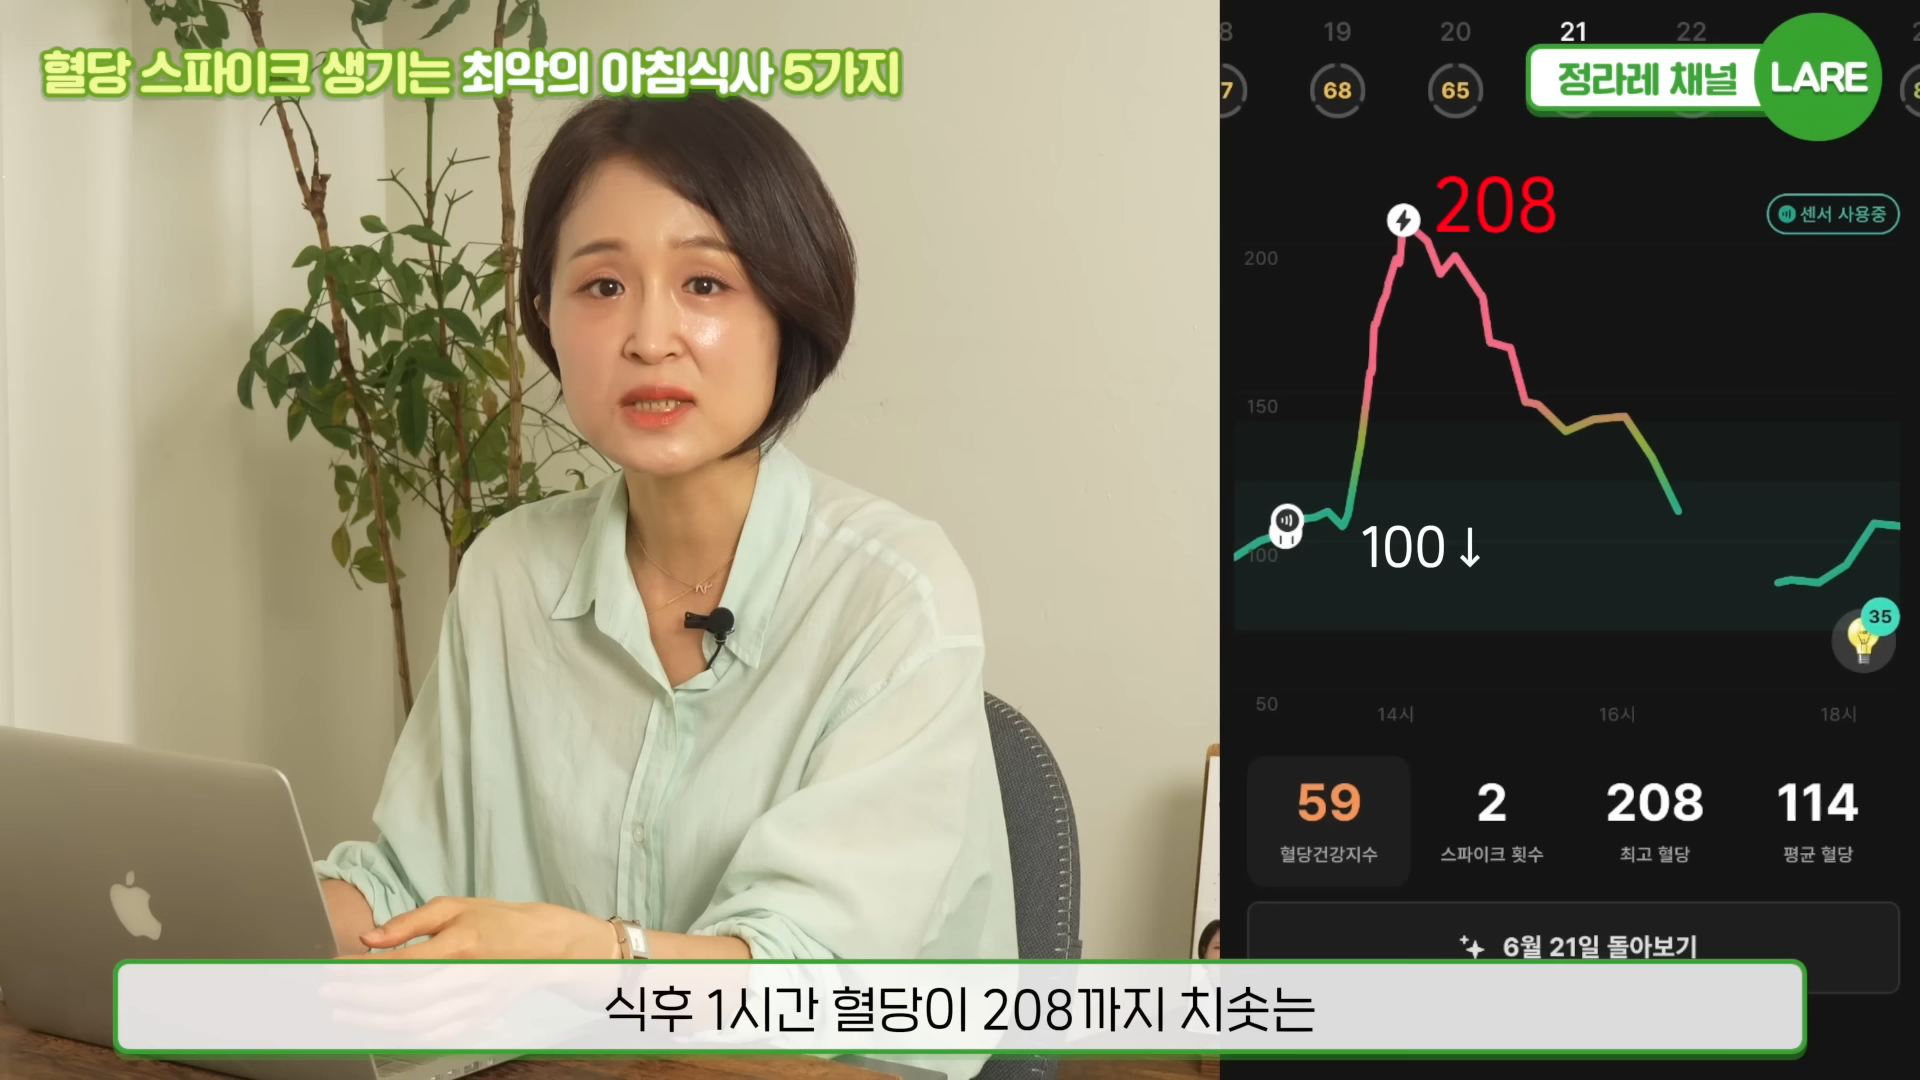 혈당 스파이크 생기는 최악의 아침식사 5가지
19 20 21 22
68 65
정라레 채널 LARE
208
센서 사용중
200
150
100↓
100
35
50
14시 16시 18시
59 2 208 114
혈당건강지수 스파이크 횟수 최고 혈당 평균 혈당
6월 21일 돌아보기
식후 1시간 혈당이 208까지 치솟는